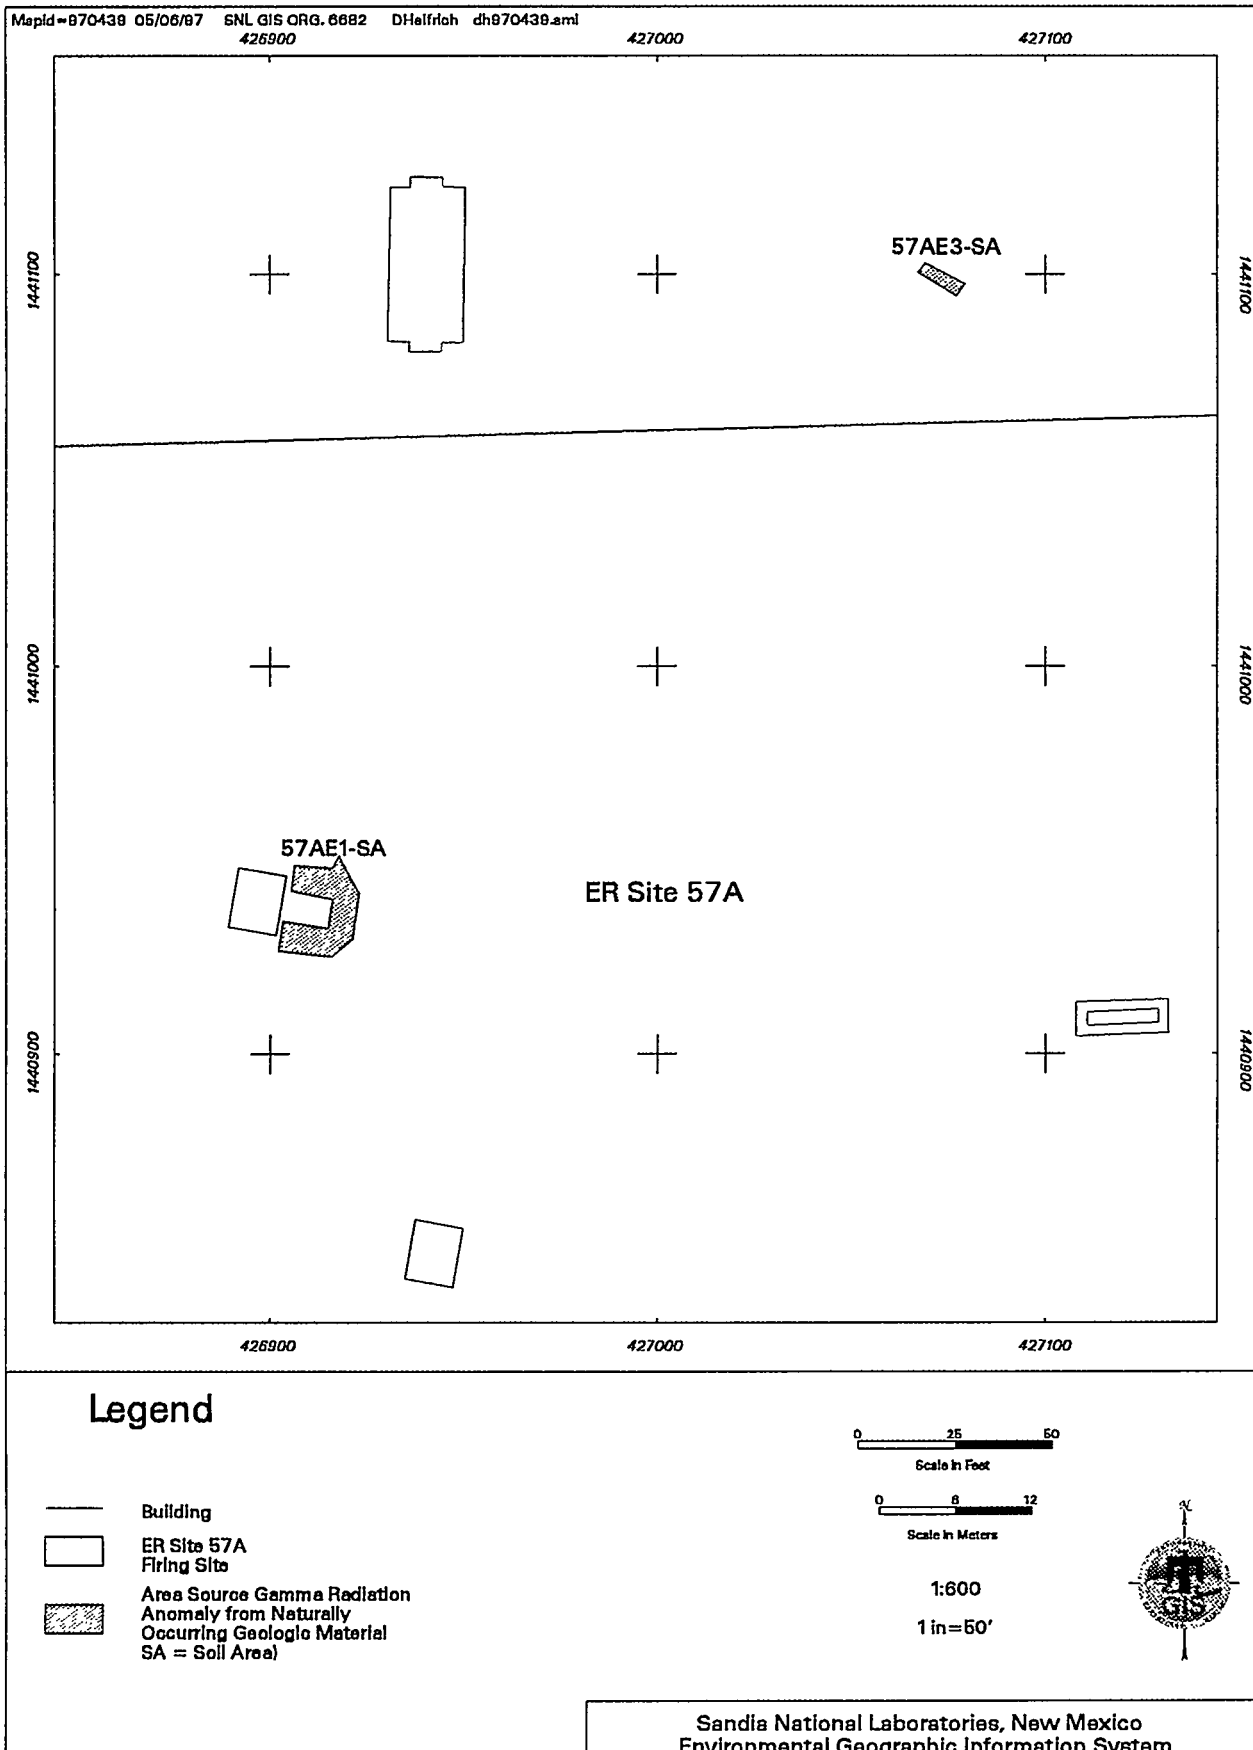 MapId=970439 05/06/97 SNL GIS ORG. 6682 DHelfrich dh970439.aml
426900 427000 427100
1441100 1441100
57AE3-SA
1441000 1441000
57AE1-SA
ER Site 57A
1440900 1440900
426900 427000 427100
Legend
Building
ER Site 57A
Firing Site
Area Source Gamma Radiation
Anomaly from Naturally
Occurring Geologic Material
SA = Soil Area)
0 25 50
Scale in Feet
0 6 12
Scale in Meters
1:600
1 in=50'
N
GIS
Sandia National Laboratories, New Mexico
Environmental Geographic Information System